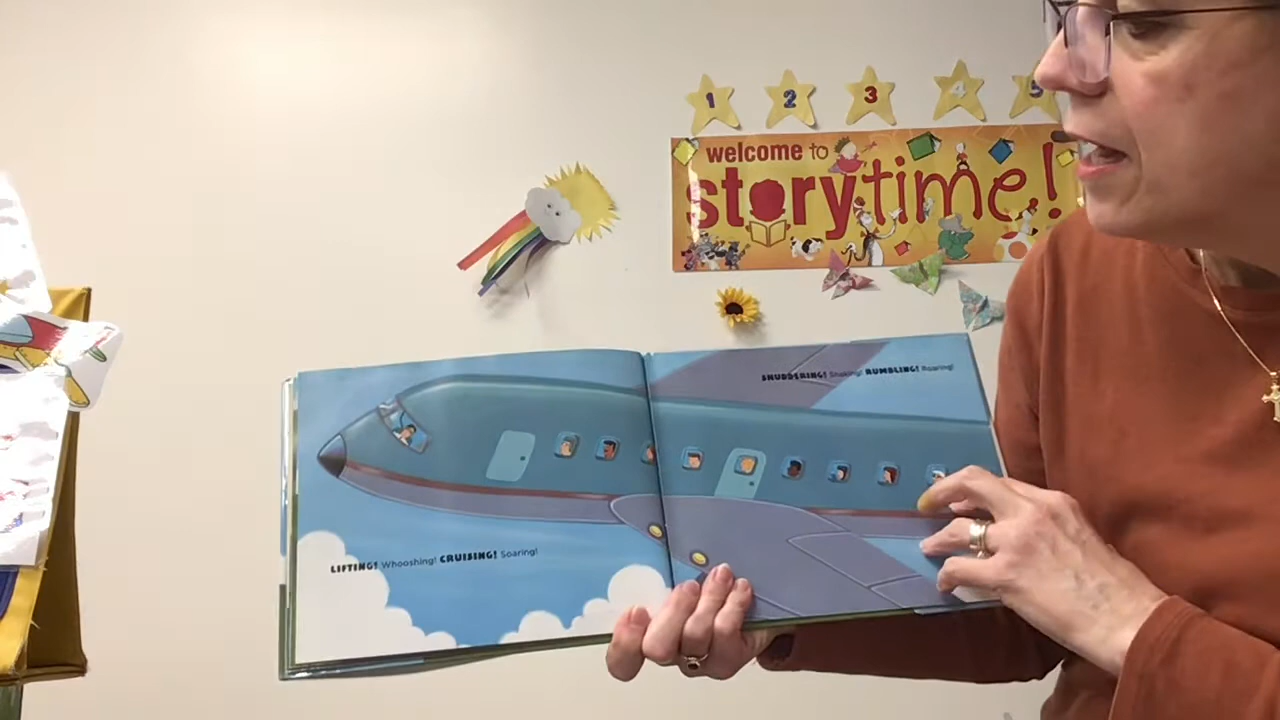 1 2 3 4 5
welcome to
storytime!
SHUDDERING! Shaking! RUMBLING! Roaring!
LIFTING! Whooshing! CRUISING! Soaring!